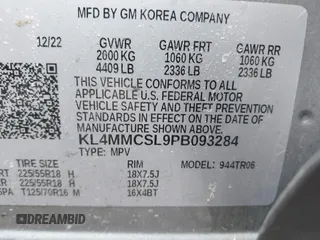 MFD BY GM KOREA COMPANY
12/22 GVWR GAWR FRT GAWR RR
2000 KG 1060 KG 1060 KG
4409 LB 2336 LB 2336 LB
THIS VEHICLE CONFORMS TO ALL
APPLICABLE U.S. FEDERAL MOTOR
VEHICLE SAFETY AND THEFT PREVENTION
STANDARDS IN EFFECT ON THE DATE OF
MANUFACTURE SHOWN ABOVE.
KL4MMCSL9PB093284
TYPE: MPV MODEL: 944TR06
TIRE SIZE RIM
RT 225/55R18 H 18X7.5J
RR 225/55R18 H 18X7.5J
SPA T125/70R16 M 16X4BT